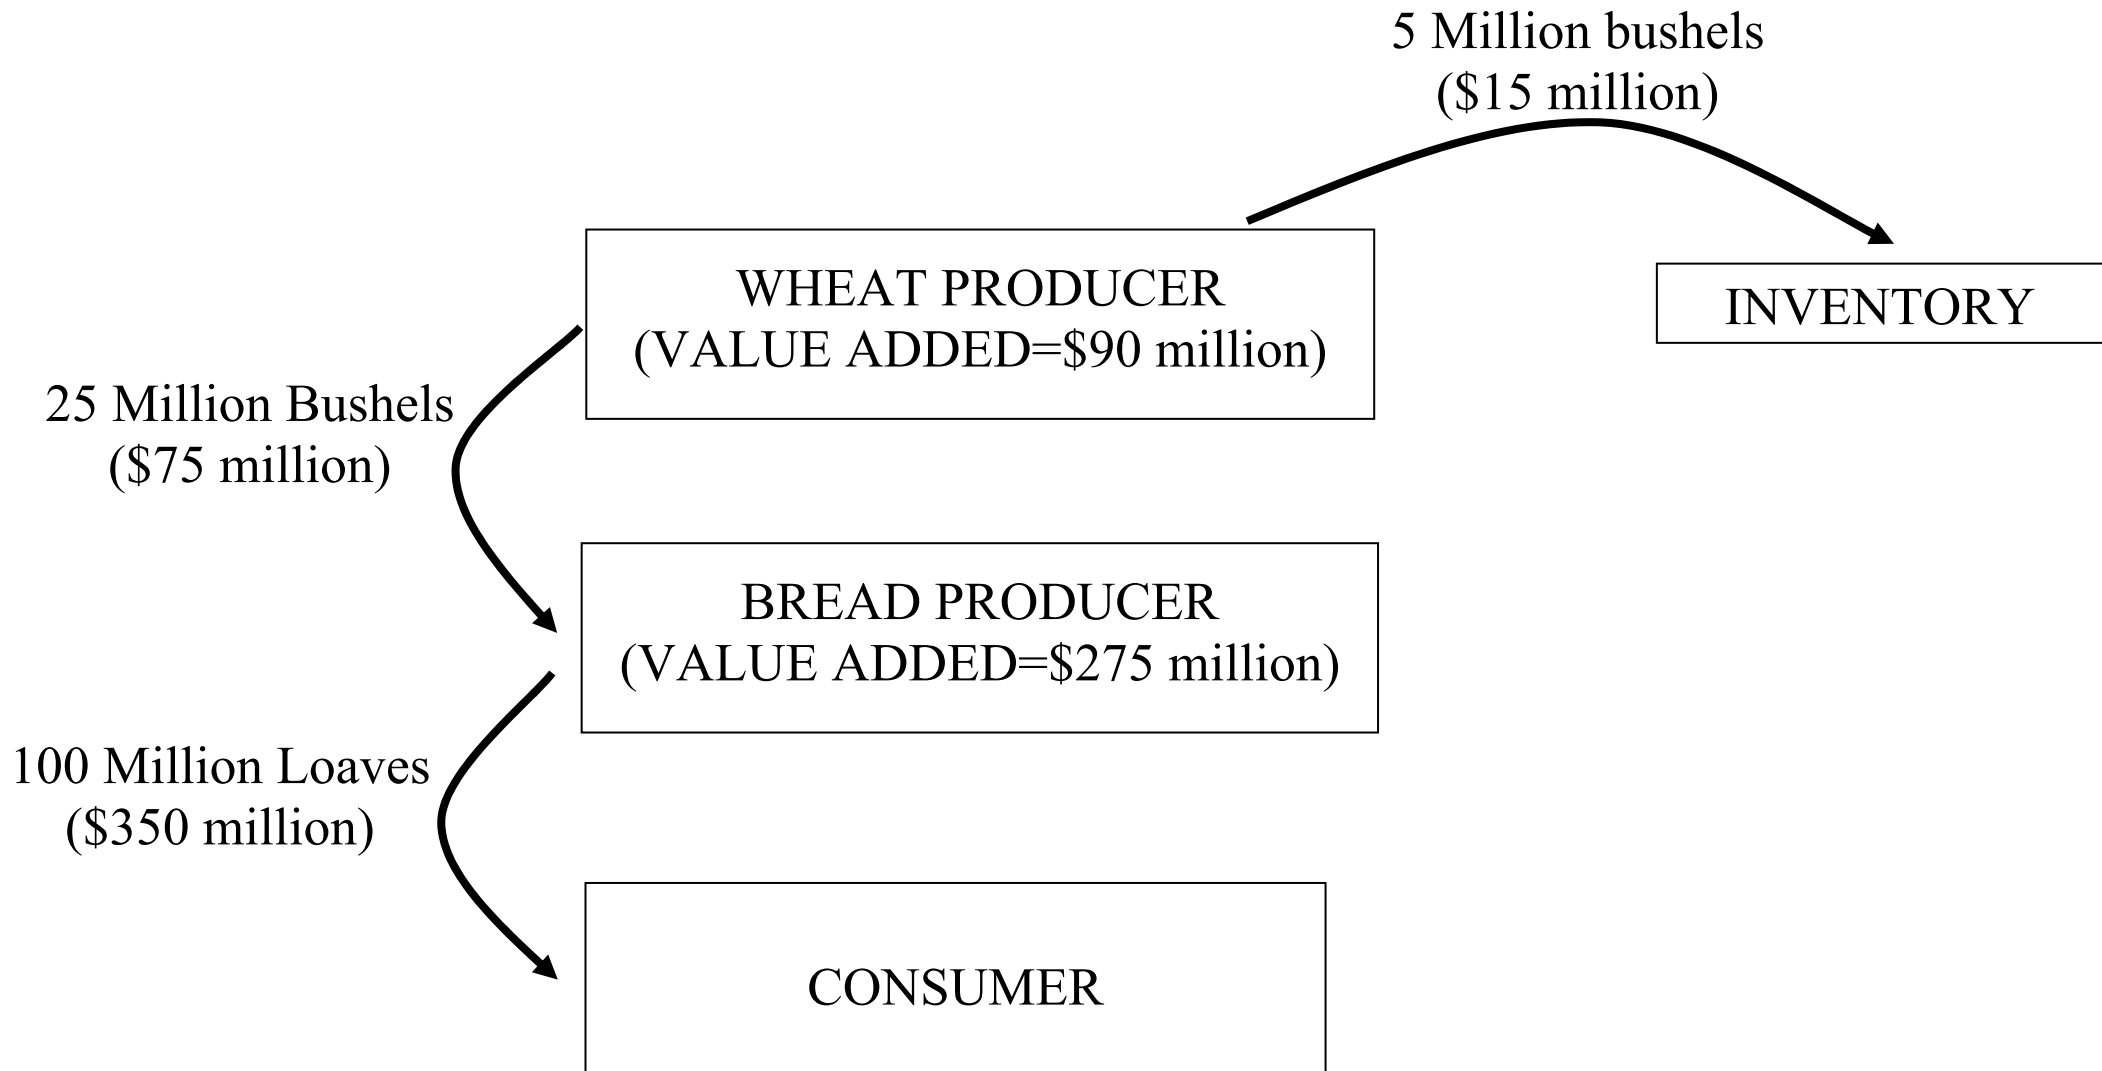 5 Million bushels
($15 million)
WHEAT PRODUCER
(VALUE ADDED=$90 million)
INVENTORY
25 Million Bushels
($75 million)
BREAD PRODUCER
(VALUE ADDED=$275 million)
100 Million Loaves
($350 million)
CONSUMER